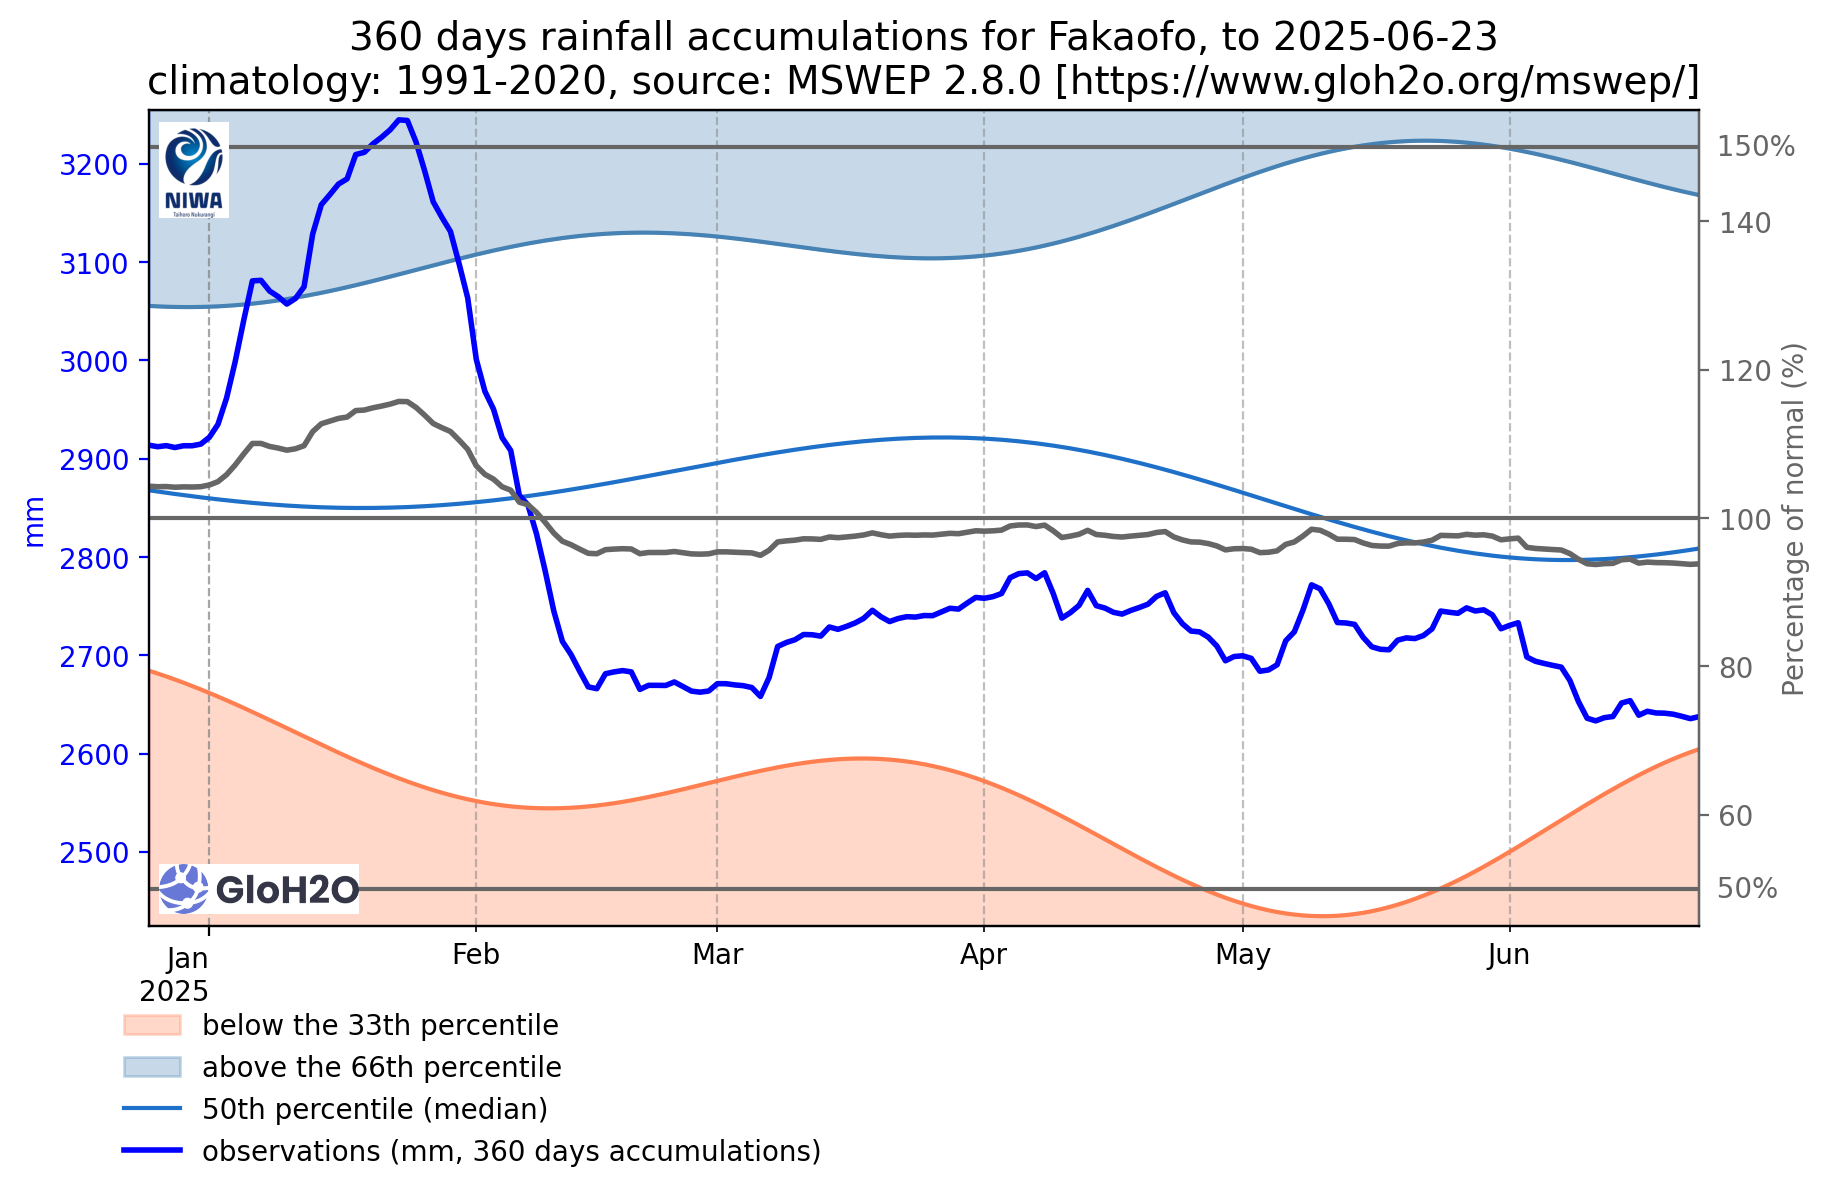 360 days rainfall accumulations for Fakaofo, to 2025-06-23
climatology: 1991-2020, source: MSWEP 2.8.0 [https://www.gloh2o.org/mswep/]
NIWA
Taihoro Nukurangi
3200
3100
3000
2900
2800
2700
2600
2500
mm
150%
140
120
100
80
60
50%
Percentage of normal (%)
GloH2O
Jan
2025
Feb
Mar
Apr
May
Jun
below the 33th percentile
above the 66th percentile
50th percentile (median)
observations (mm, 360 days accumulations)